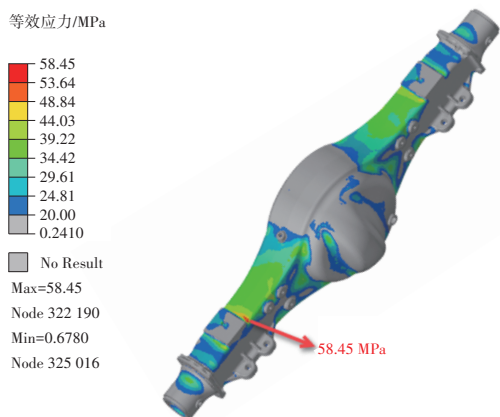 等效应力/MPa
58.45
53.64
48.84
44.03
39.22
34.42
29.61
24.81
20.00
0.2410
No Result
Max=58.45
Node 322 190
Min=0.6780
Node 325 016
58.45 MPa